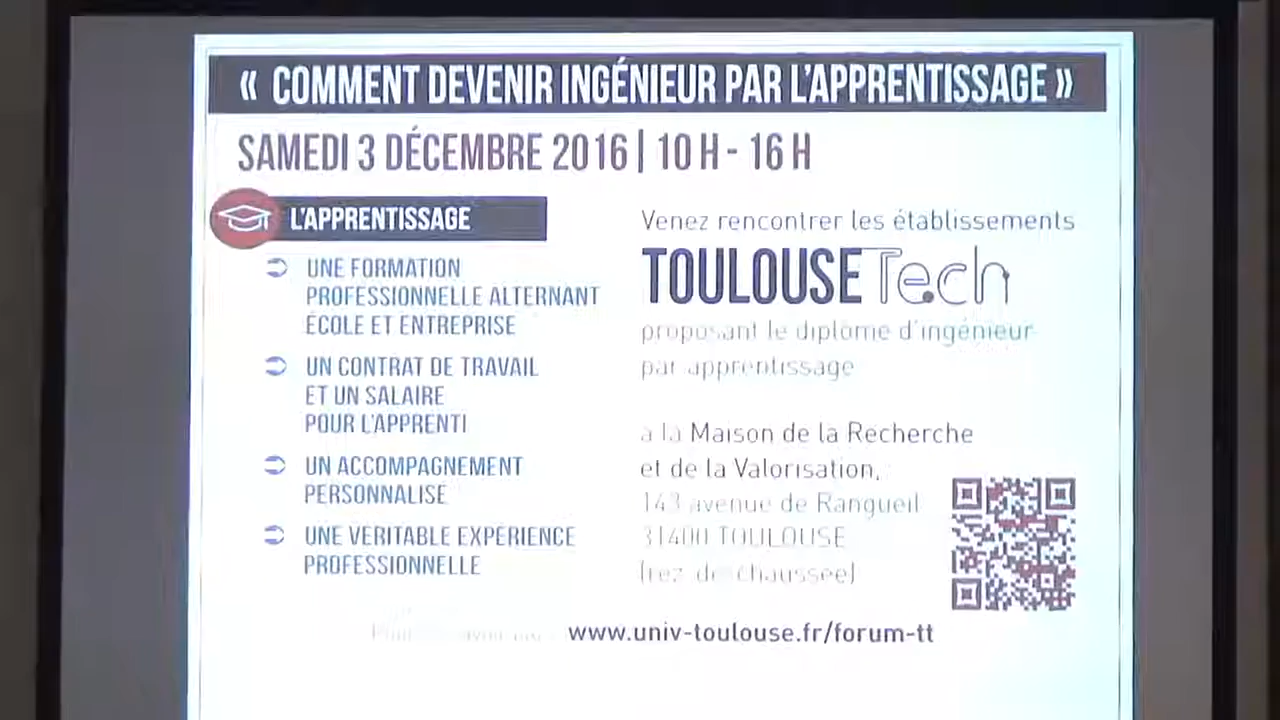 « COMMENT DEVENIR INGÉNIEUR PAR L'APPRENTISSAGE »
SAMEDI 3 DÉCEMBRE 2016 | 10 H - 16 H
L'APPRENTISSAGE
UNE FORMATION
PROFESSIONNELLE ALTERNANT
ÉCOLE ET ENTREPRISE
UN CONTRAT DE TRAVAIL
ET UN SALAIRE
POUR L'APPRENTI
UN ACCOMPAGNEMENT
PERSONNALISÉ
UNE VÉRITABLE EXPÉRIENCE
PROFESSIONNELLE
Venez rencontrer les établissements
TOULOUSE Tech
proposant le diplôme d'ingénieur
par apprentissage
à la Maison de la Recherche
et de la Valorisation,
143 avenue de Rangueil
31400 TOULOUSE
(rez de chaussée)
www.univ-toulouse.fr/forum-tt